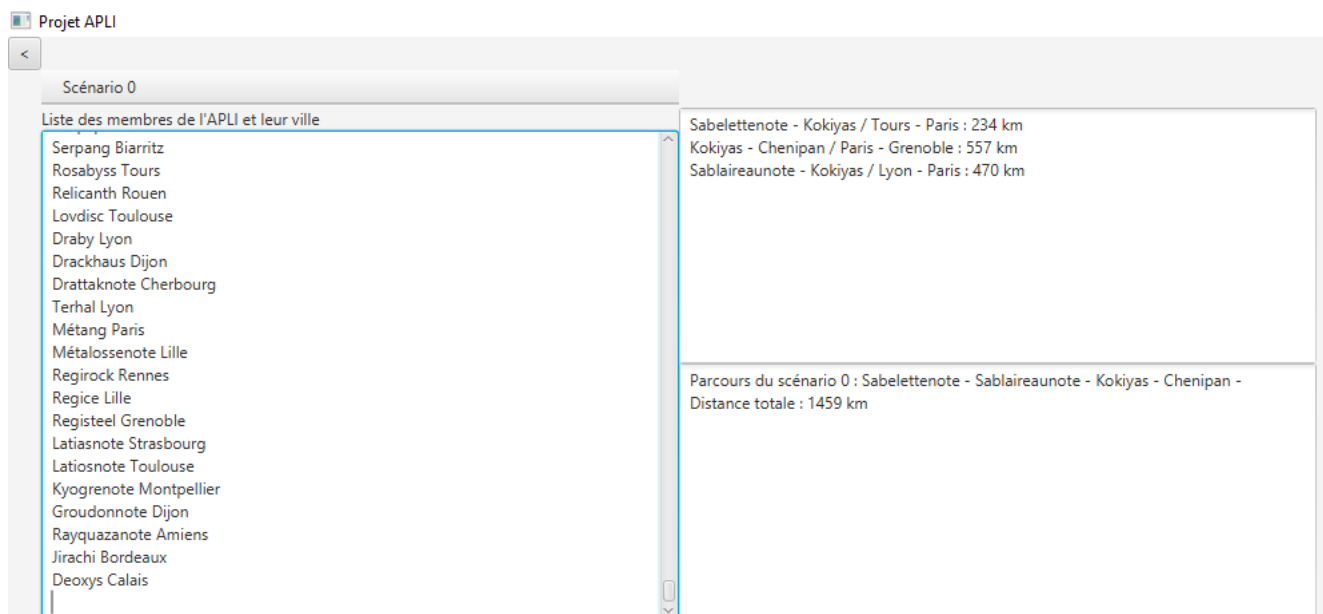 Projet APLI
<
Scénario 0
Liste des membres de l'APLI et leur ville
Serpang Biarritz
Rosabyss Tours
Relicanth Rouen
Lovdisc Toulouse
Draby Lyon
Drackhaus Dijon
Drattaknote Cherbourg
Terhal Lyon
Métang Paris
Métalossenote Lille
Regirock Rennes
Regice Lille
Registeel Grenoble
Latiasnote Strasbourg
Latiosnote Toulouse
Kyogrenote Montpellier
Groudonnote Dijon
Rayquazanote Amiens
Jirachi Bordeaux
Deoxys Calais
Sabelettenote - Kokiyas / Tours - Paris : 234 km
Kokiyas - Chenipan / Paris - Grenoble : 557 km
Sablaireaunote - Kokiyas / Lyon - Paris : 470 km
Parcours du scénario 0 : Sabelettenote - Sablaireaunote - Kokiyas - Chenipan -
Distance totale : 1459 km